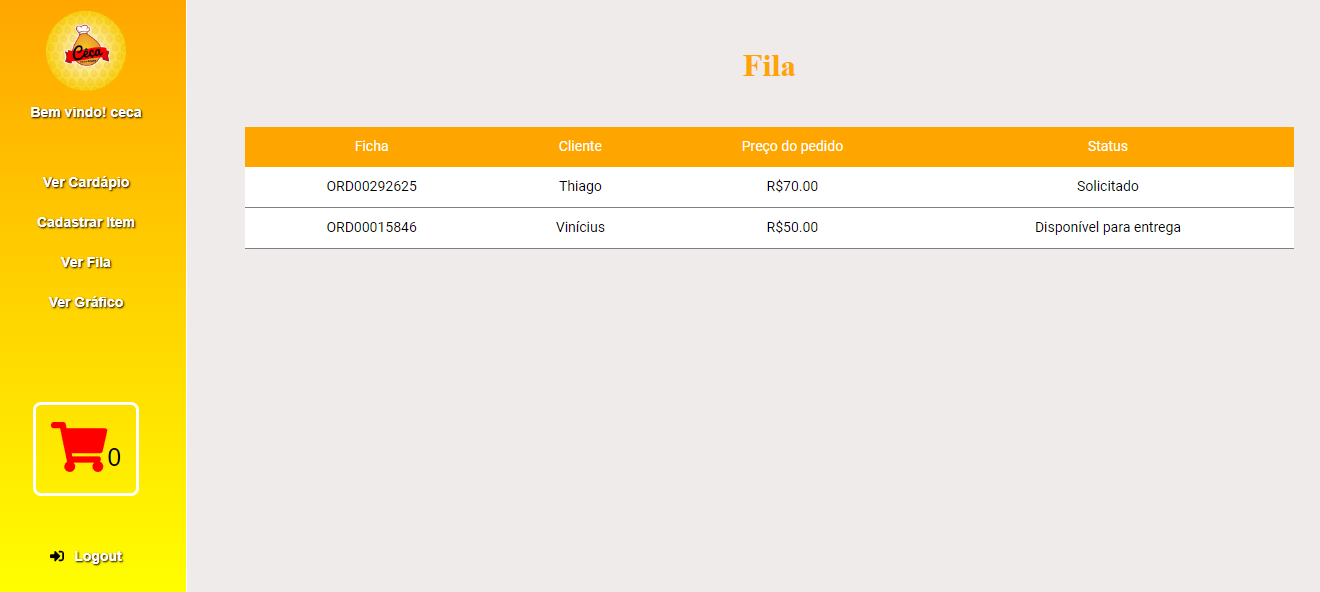 Ceca
Bem vindo! ceca
Ver Cardápio
Cadastrar Item
Ver Fila
Ver Gráfico
0
Logout
Fila
Ficha Cliente Preço do pedido Status
ORD00292625 Thiago R$70.00 Solicitado
ORD00015846 Vinícius R$50.00 Disponível para entrega